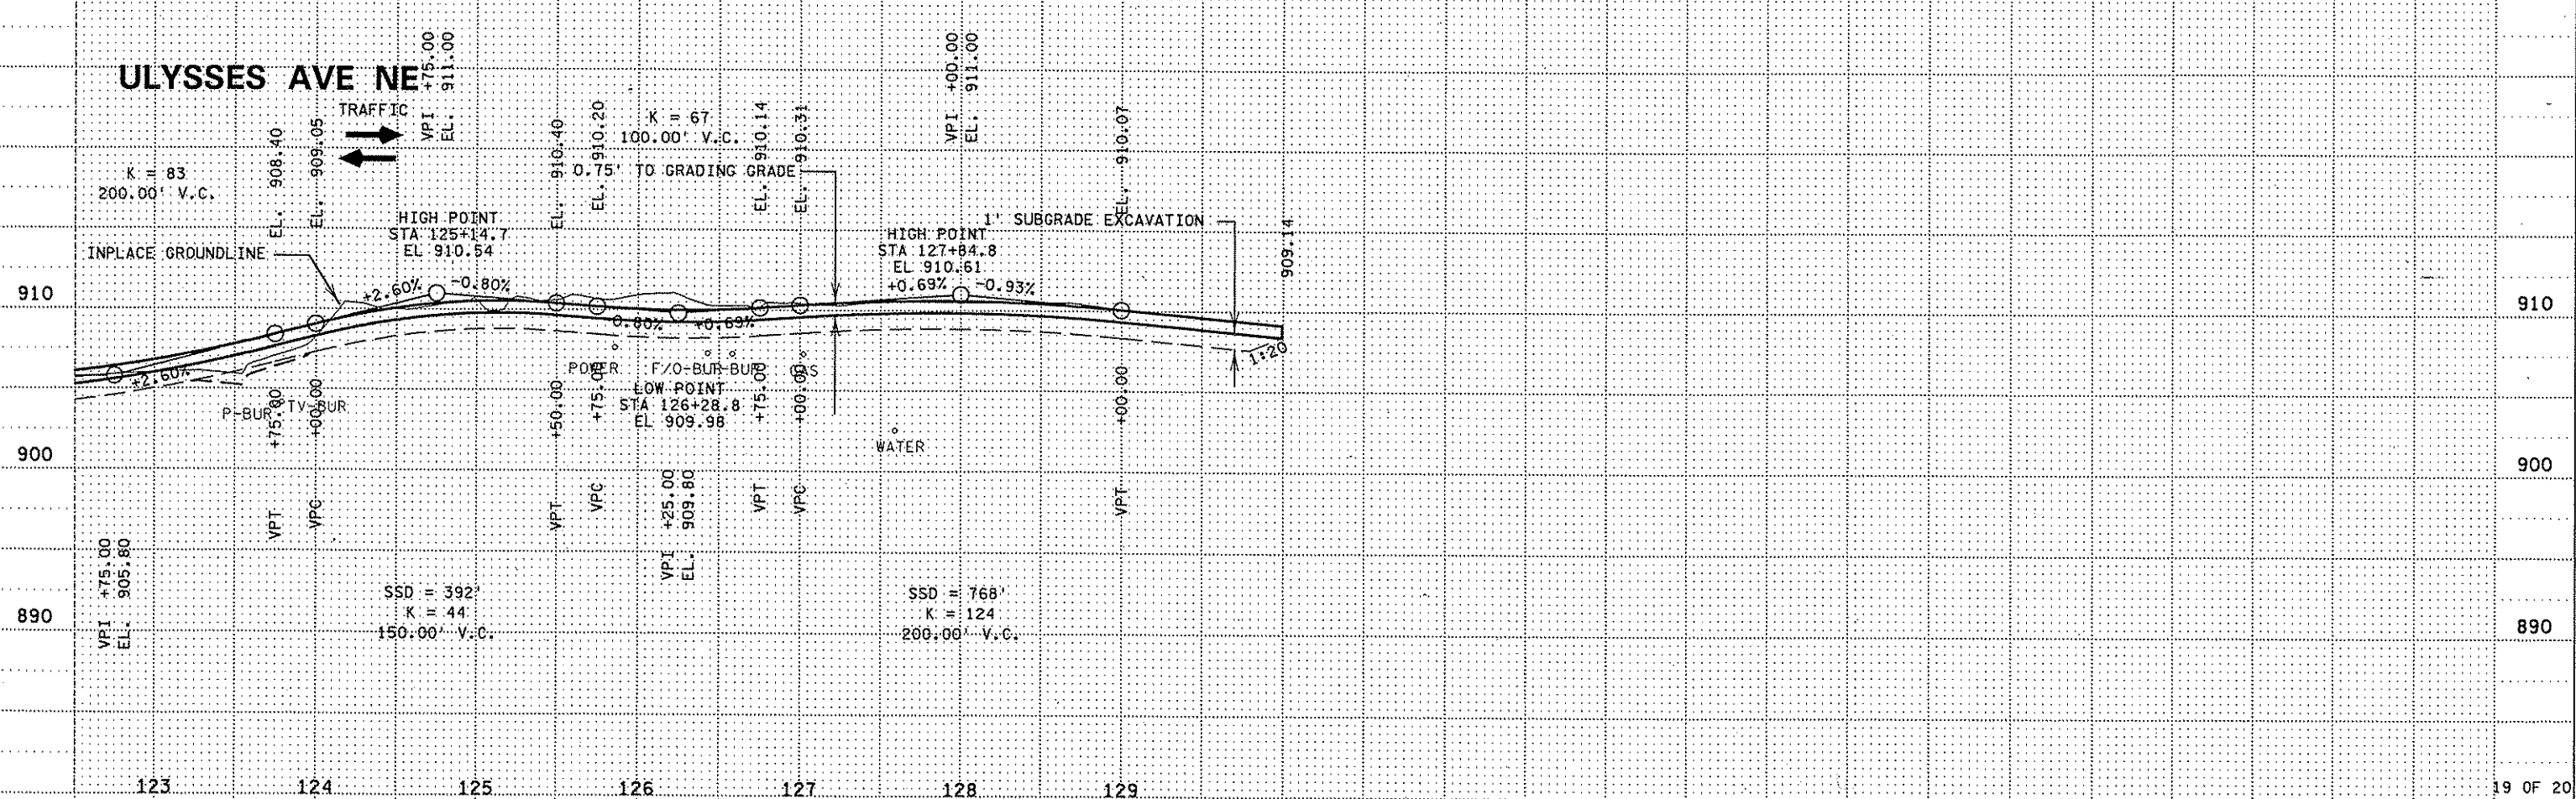 ULYSSES AVE NE
TRAFFIC
VPI +75.00
EL. 911.00
VPI +00.00
EL. 911.00
EL. 908.40
EL. 909.05
EL. 910.40
EL. 910.20
K = 67
100.00' V.C.
EL. 910.14
EL. 910.31
EL. 910.07
K = 83
200.00' V.C.
0.75' TO GRADING GRADE
HIGH POINT
STA 125+14.7
EL 910.54
1' SUBGRADE EXCAVATION
HIGH POINT
STA 127+84.8
EL 910.61
909.14
INPLACE GROUNDLINE
+2.60%
-0.80%
+0.69%
-0.93%
910
910
+2.60%
0.80%
+0.69%
1:20
POWER
F/O-BUR
-BUR
GAS
P-BUR
TV-BUR
LOW POINT
STA 126+28.8
EL 909.98
+75.00
+00.00
+50.00
+75.00
+75.00
+00.00
+00.00
WATER
900
900
VPT
VPC
VPT
VPC
VPI +25.00
EL. 909.80
VPT
VPC
VPT
VPI +75.00
EL. 905.80
SSD = 392'
K = 44
150.00' V.C.
SSD = 768'
K = 124
200.00' V.C.
890
890
123
124
125
126
127
128
129
19 OF 20